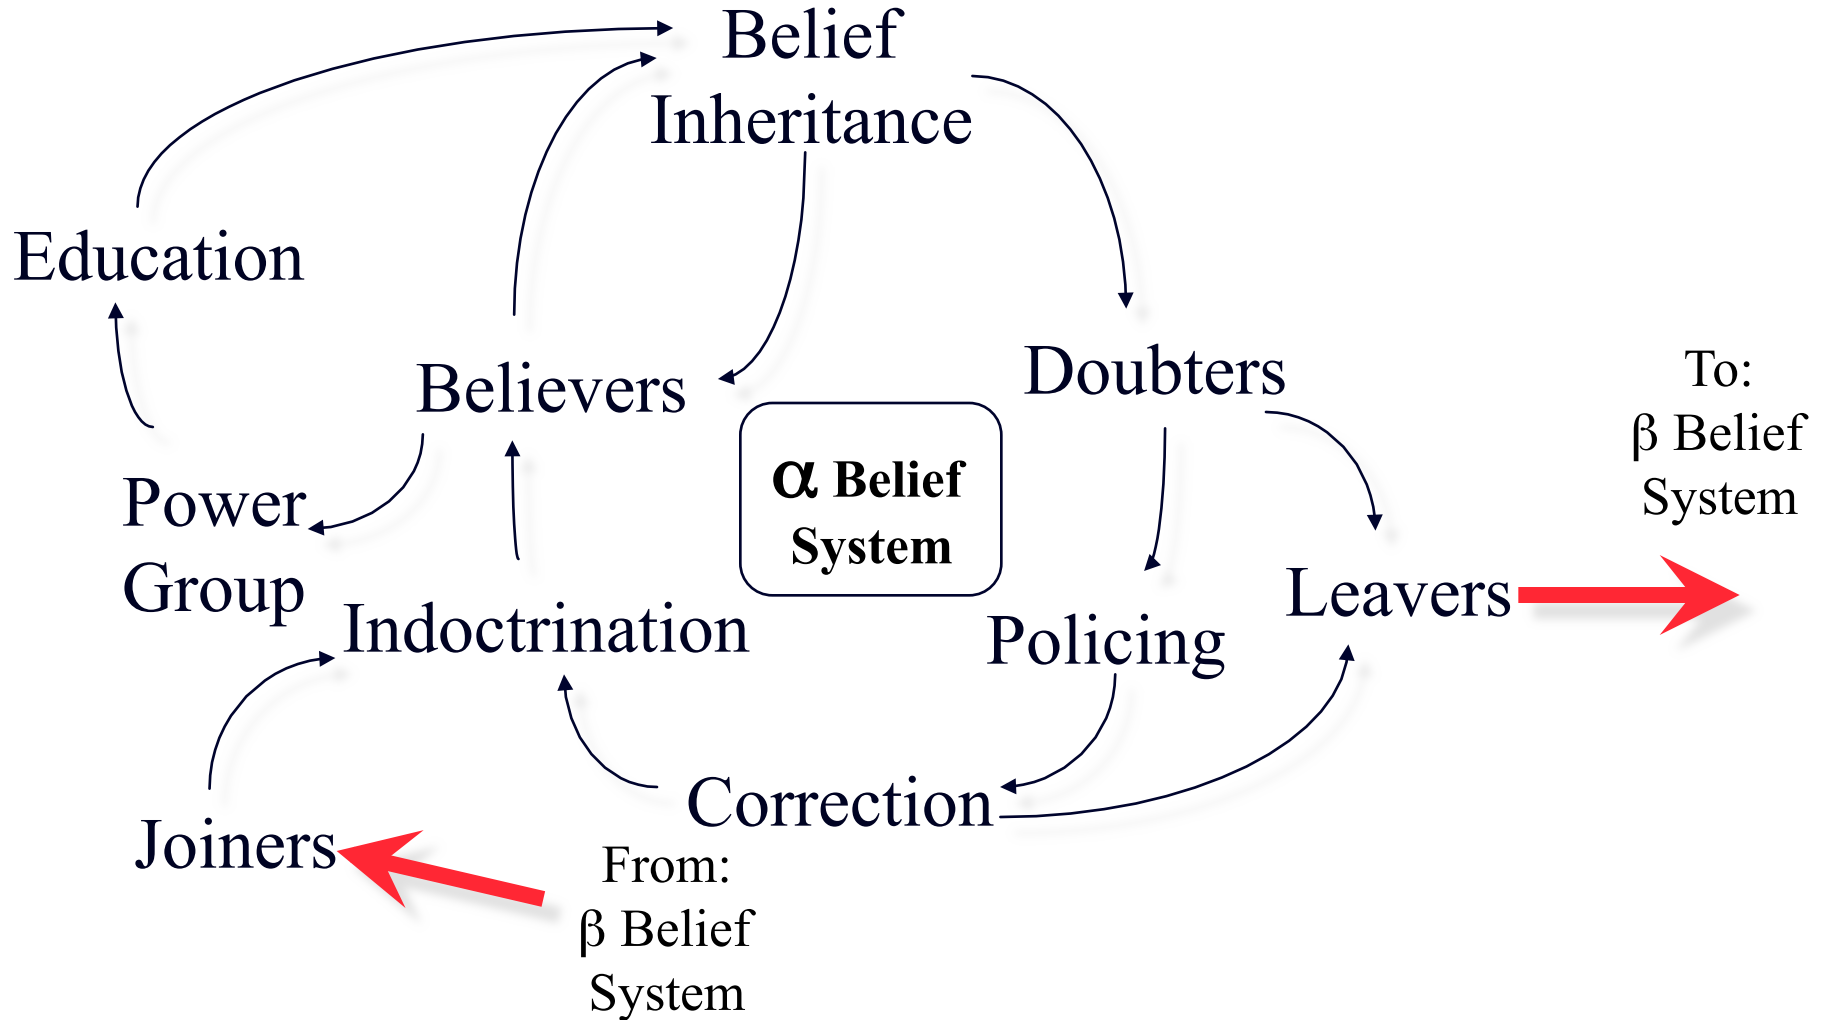 Belief
Inheritance
Education
Believers
Doubters
To:
β Belief
System
α Belief
System
Power
Group
Indoctrination
Policing
Leavers
Correction
Joiners
From:
β Belief
System